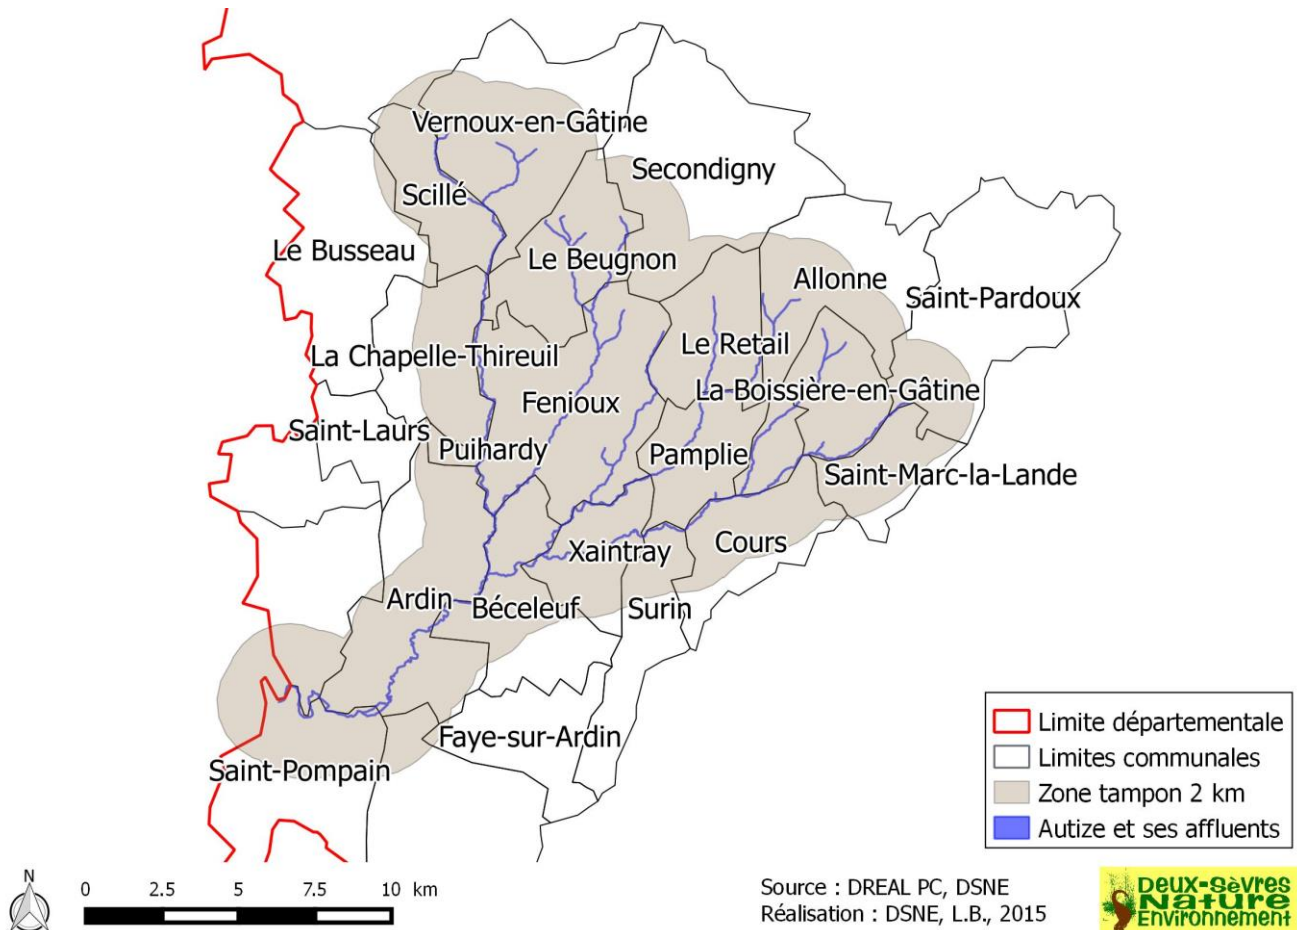 Vernoux-en-Gâtine
Secondigny
Scillé
Le Busseau
Le Beugnon
Allonne
Saint-Pardoux
La Chapelle-Thireuil
Le Retail
La-Boissière-en-Gâtine
Fenioux
Saint-Laurs
Puihardy
Pamplie
Saint-Marc-la-Lande
Xaintray
Cours
Ardin
Béceleuf
Surin
Faye-sur-Ardin
Saint-Pompain
Limite départementale
Limites communales
Zone tampon 2 km
Autize et ses affluents
N
0 2.5 5 7.5 10 km
Source : DREAL PC, DSNE
Réalisation : DSNE, L.B., 2015
Deux-Sèvres
Nature
Environnement